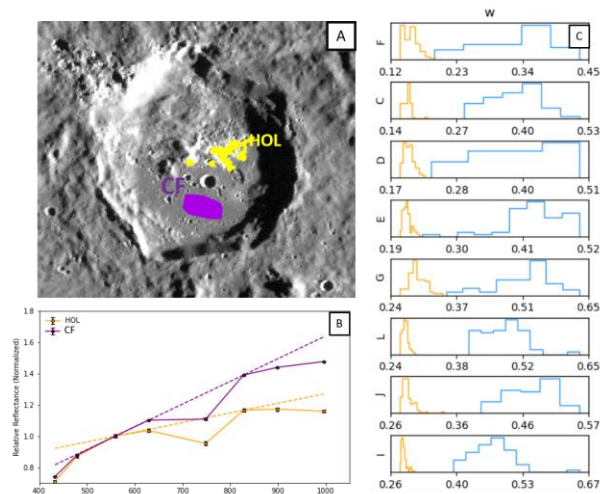 A
HOL
CF
B
HOL
CF
Relative Reflectance (Normalized)
1.8
1.6
1.4
1.2
1.0
0.8
400
500
600
700
800
900
1000
W
C
F
0.12 0.23 0.34 0.45
C
0.14 0.27 0.40 0.53
D
0.17 0.28 0.40 0.51
E
0.19 0.30 0.41 0.52
G
0.24 0.37 0.51 0.65
L
0.24 0.38 0.51 0.65
J
0.26 0.36 0.46 0.57
I
0.26 0.40 0.53 0.67